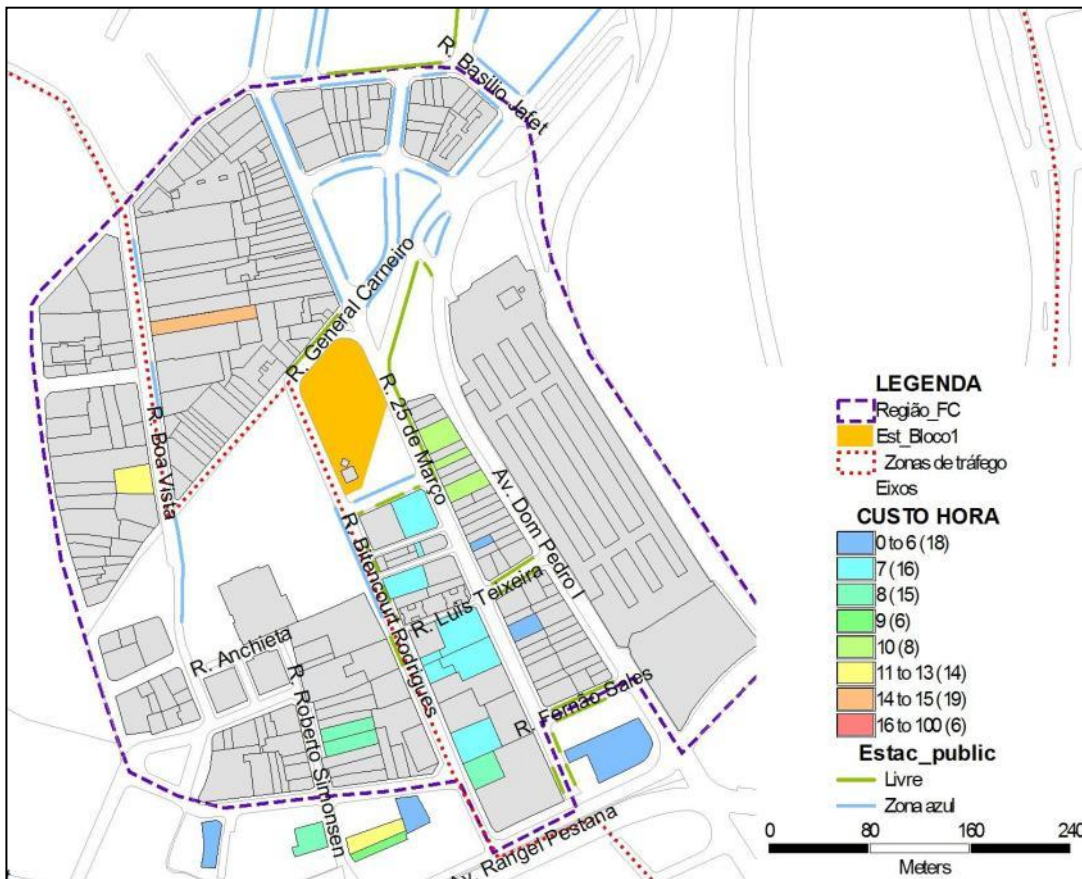 R. Basilio Jafet
R. General Carneiro
R. 25 de Março
R. Boa Vista
Av. Dom Pedro I
R. Bitencourt Rodrigues
R. Luis Teixeira
R. Anchieta
R. Roberto Simonsen
R. Fernão Sales
Av. Rangel Pestana
LEGENDA
Região_FC
Est_Bloco1
Zonas de tráfego
Eixos
CUSTO HORA
0 to 6 (18)
7 (16)
8 (15)
9 (6)
10 (8)
11 to 13 (14)
14 to 15 (19)
16 to 100 (6)
Estac_public
Livre
Zona azul
0 80 160 240
Meters